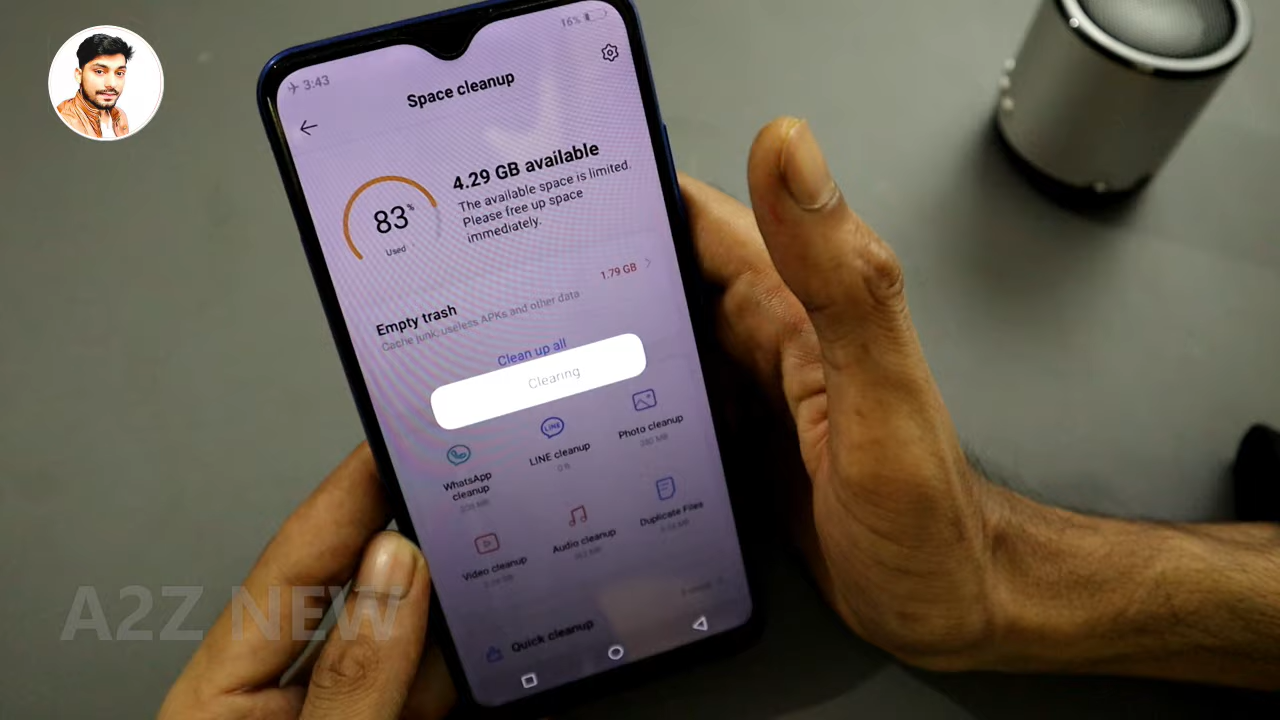 16%
3:43
Space cleanup
83%
Used
4.29 GB available
The available space is limited.
Please free up space
immediately.
1.79 GB
Empty trash
Cache junk, useless APKs and other data
Clean up all
Clearing
WhatsApp
cleanup
LINE
LINE cleanup
0 B
Photo cleanup
Video cleanup
Audio cleanup
Duplicate Files
Quick cleanup
A2Z NEW